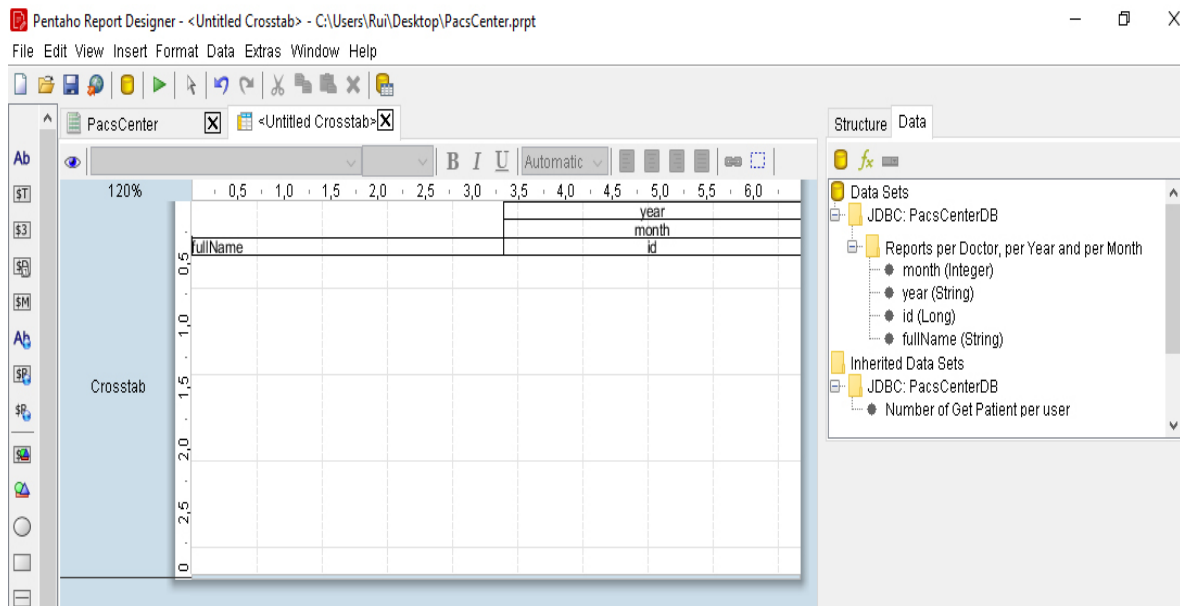 Pentaho Report Designer - <Untitled Crosstab> - C:\Users\Rui\Desktop\PacsCenter.prpt
File Edit View Insert Format Data Extras Window Help
PacsCenter <Untitled Crosstab>
Structure Data
B I U Automatic
120% 0,5 1,0 1,5 2,0 2,5 3,0 3,5 4,0 4,5 5,0 5,5 6,0
year
month
fullName id
0,5
1,0
1,5
2,0
2,5
0
Crosstab
Data Sets
JDBC: PacsCenterDB
Reports per Doctor, per Year and per Month
month (Integer)
year (String)
id (Long)
fullName (String)
Inherited Data Sets
JDBC: PacsCenterDB
Number of Get Patient per user
Ab
$T
$3
$M
Ab